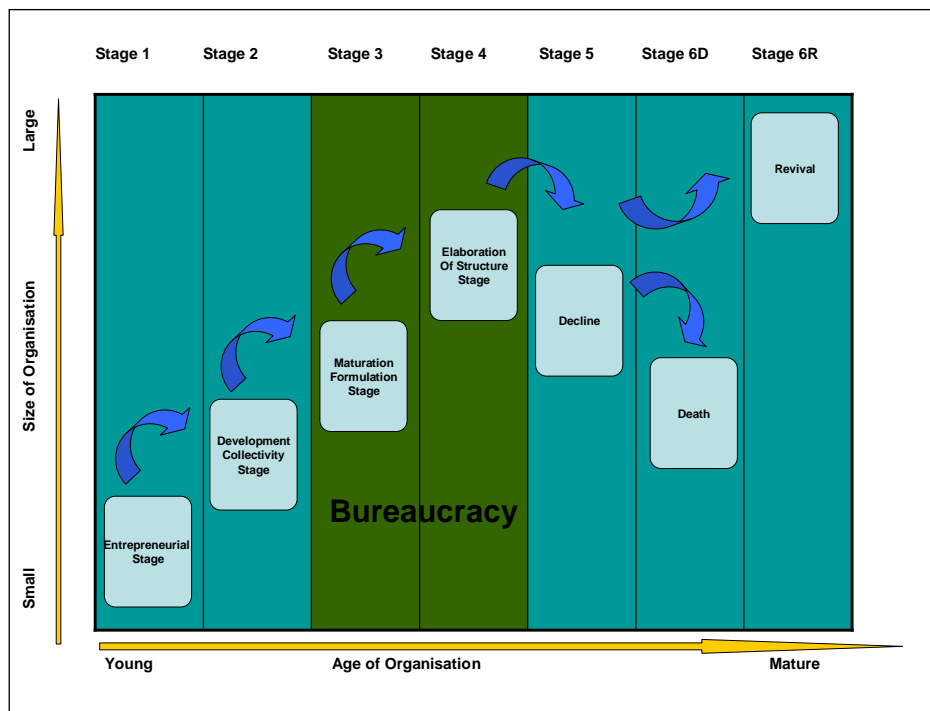 Stage 1
Stage 2
Stage 3
Stage 4
Stage 5
Stage 6D
Stage 6R
Large
Size of Organisation
Small
Revival
Elaboration
Of Structure
Stage
Decline
Maturation
Formulation
Stage
Death
Development
Collectivity
Stage
Bureaucracy
Entrepreneurial
Stage
Young
Age of Organisation
Mature